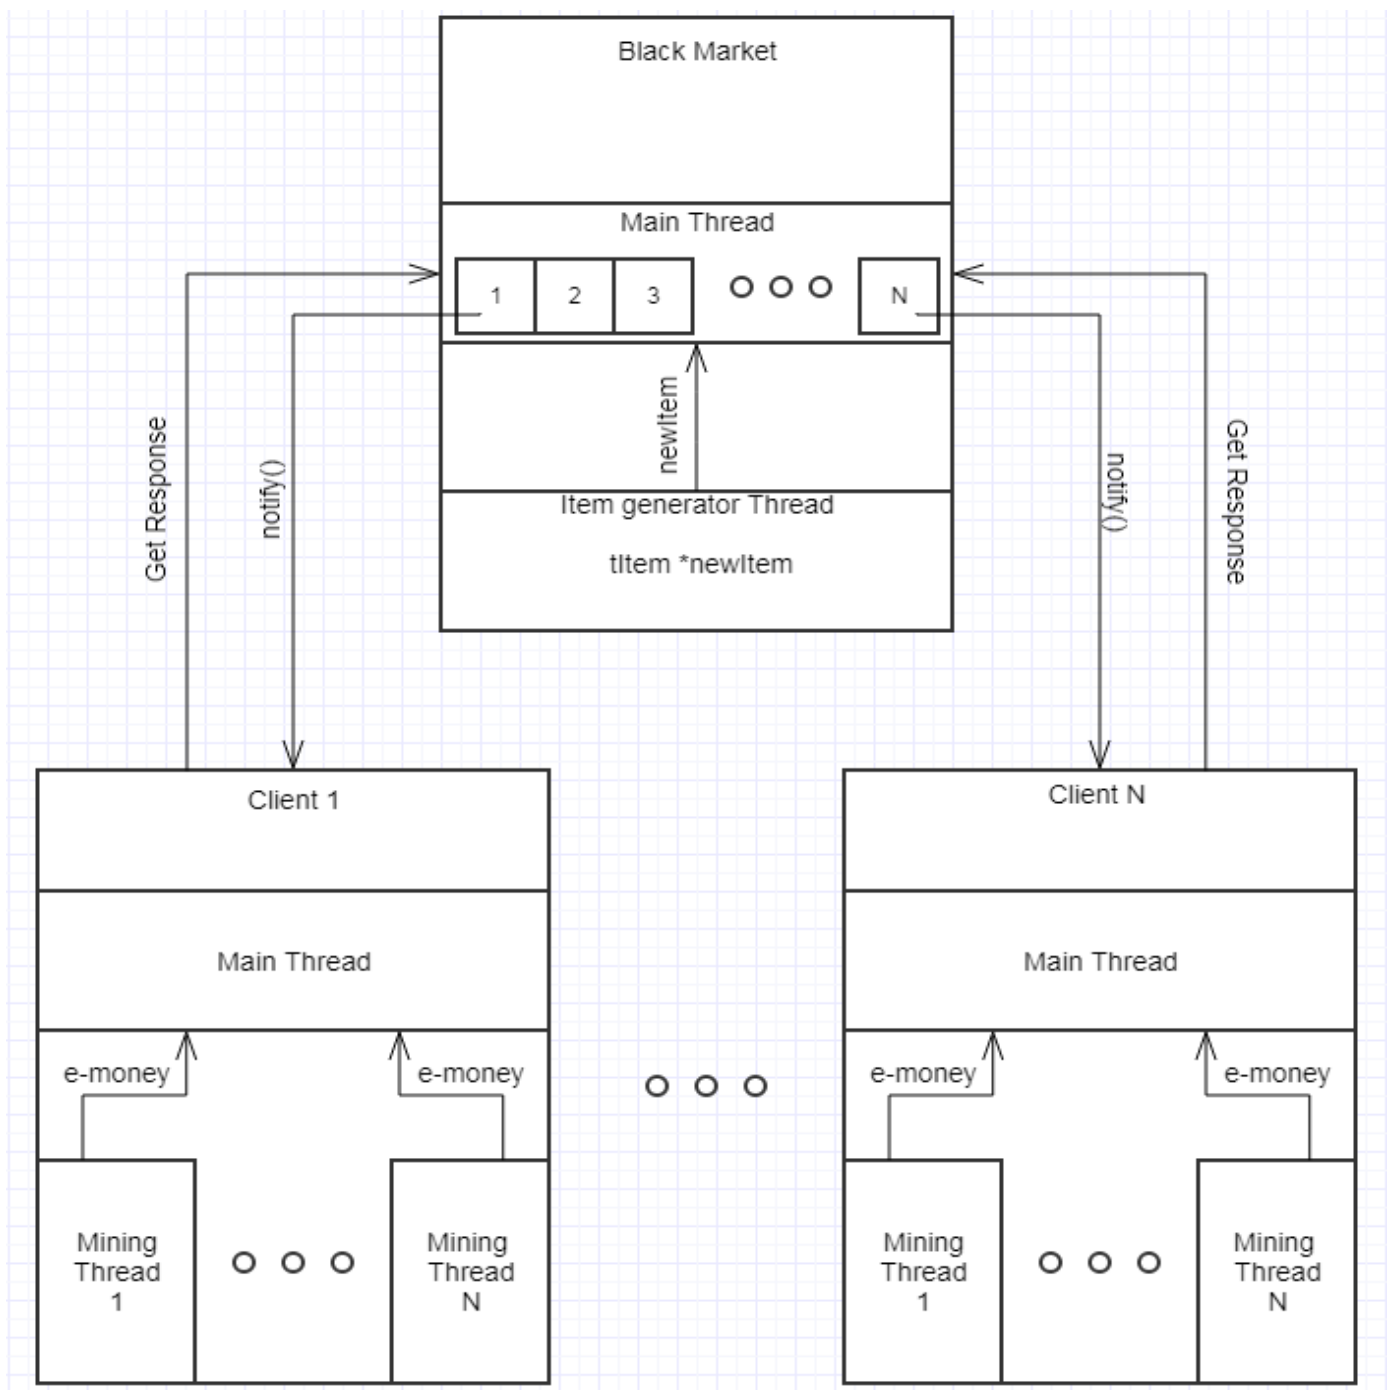 Black Market
Main Thread
1
2
3
N
newItem
Item generator Thread
tItem *newItem
Get Response
notify()
notify()
Get Response
Client 1
Main Thread
e-money
e-money
Mining
Thread
1
Mining
Thread
N
Client N
Main Thread
e-money
e-money
Mining
Thread
1
Mining
Thread
N